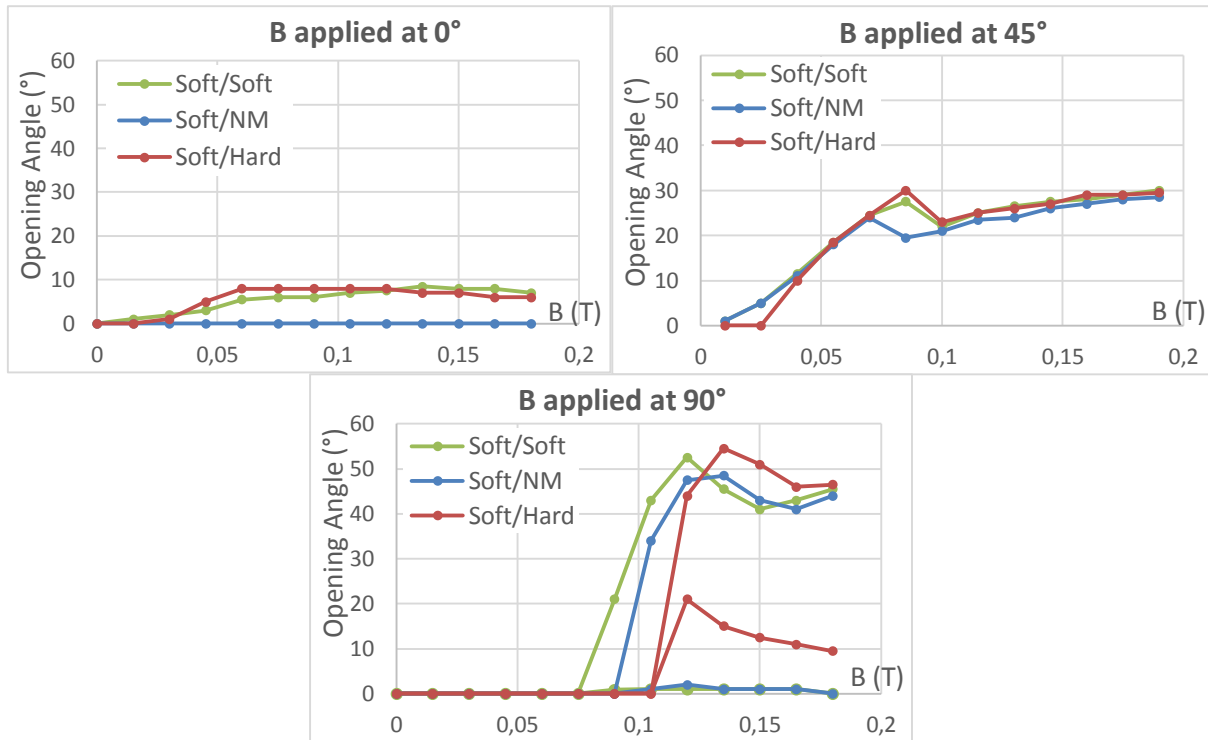 B applied at 0°
Opening Angle (°)
60
50
40
30
20
10
0
Soft/Soft
Soft/NM
Soft/Hard
B (T)
0 0,05 0,1 0,15 0,2
B applied at 45°
Opening Angle (°)
60
50
40
30
20
10
0
Soft/Soft
Soft/NM
Soft/Hard
B (T)
0 0,05 0,1 0,15 0,2
B applied at 90°
Opening Angle (°)
60
50
40
30
20
10
0
Soft/Soft
Soft/NM
Soft/Hard
B (T)
0 0,05 0,1 0,15 0,2